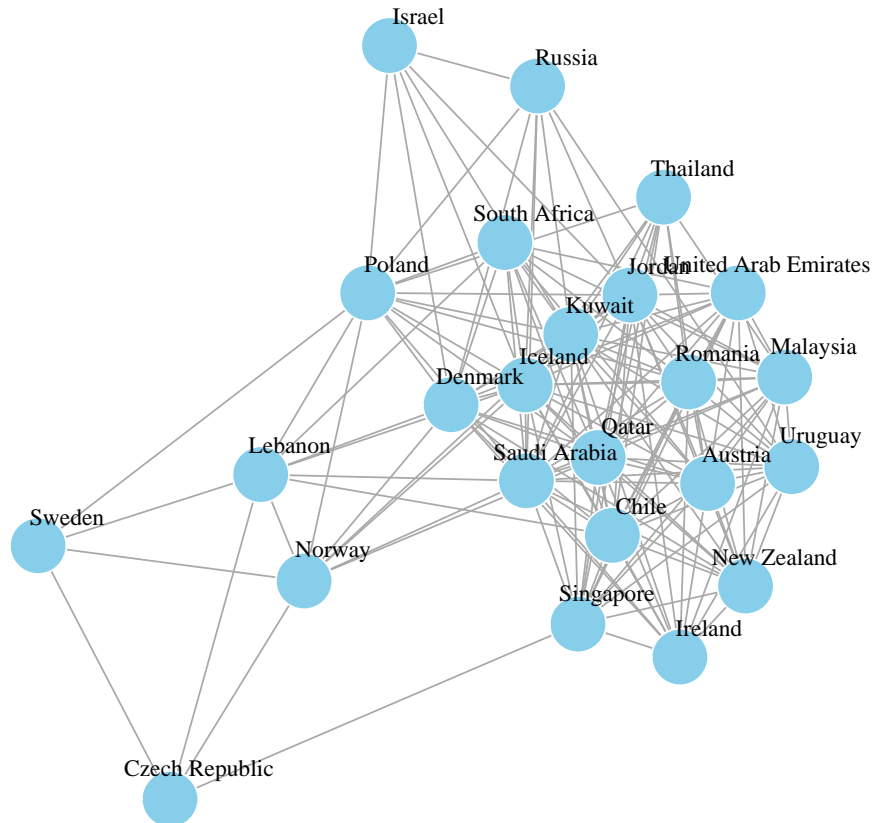 Israel
Russia
Thailand
South Africa
Poland
Jordan
United Arab Emirates
Kuwait
Iceland
Romania
Malaysia
Denmark
Qatar
Uruguay
Lebanon
Saudi Arabia
Austria
Chile
Sweden
Norway
New Zealand
Singapore
Ireland
Czech Republic